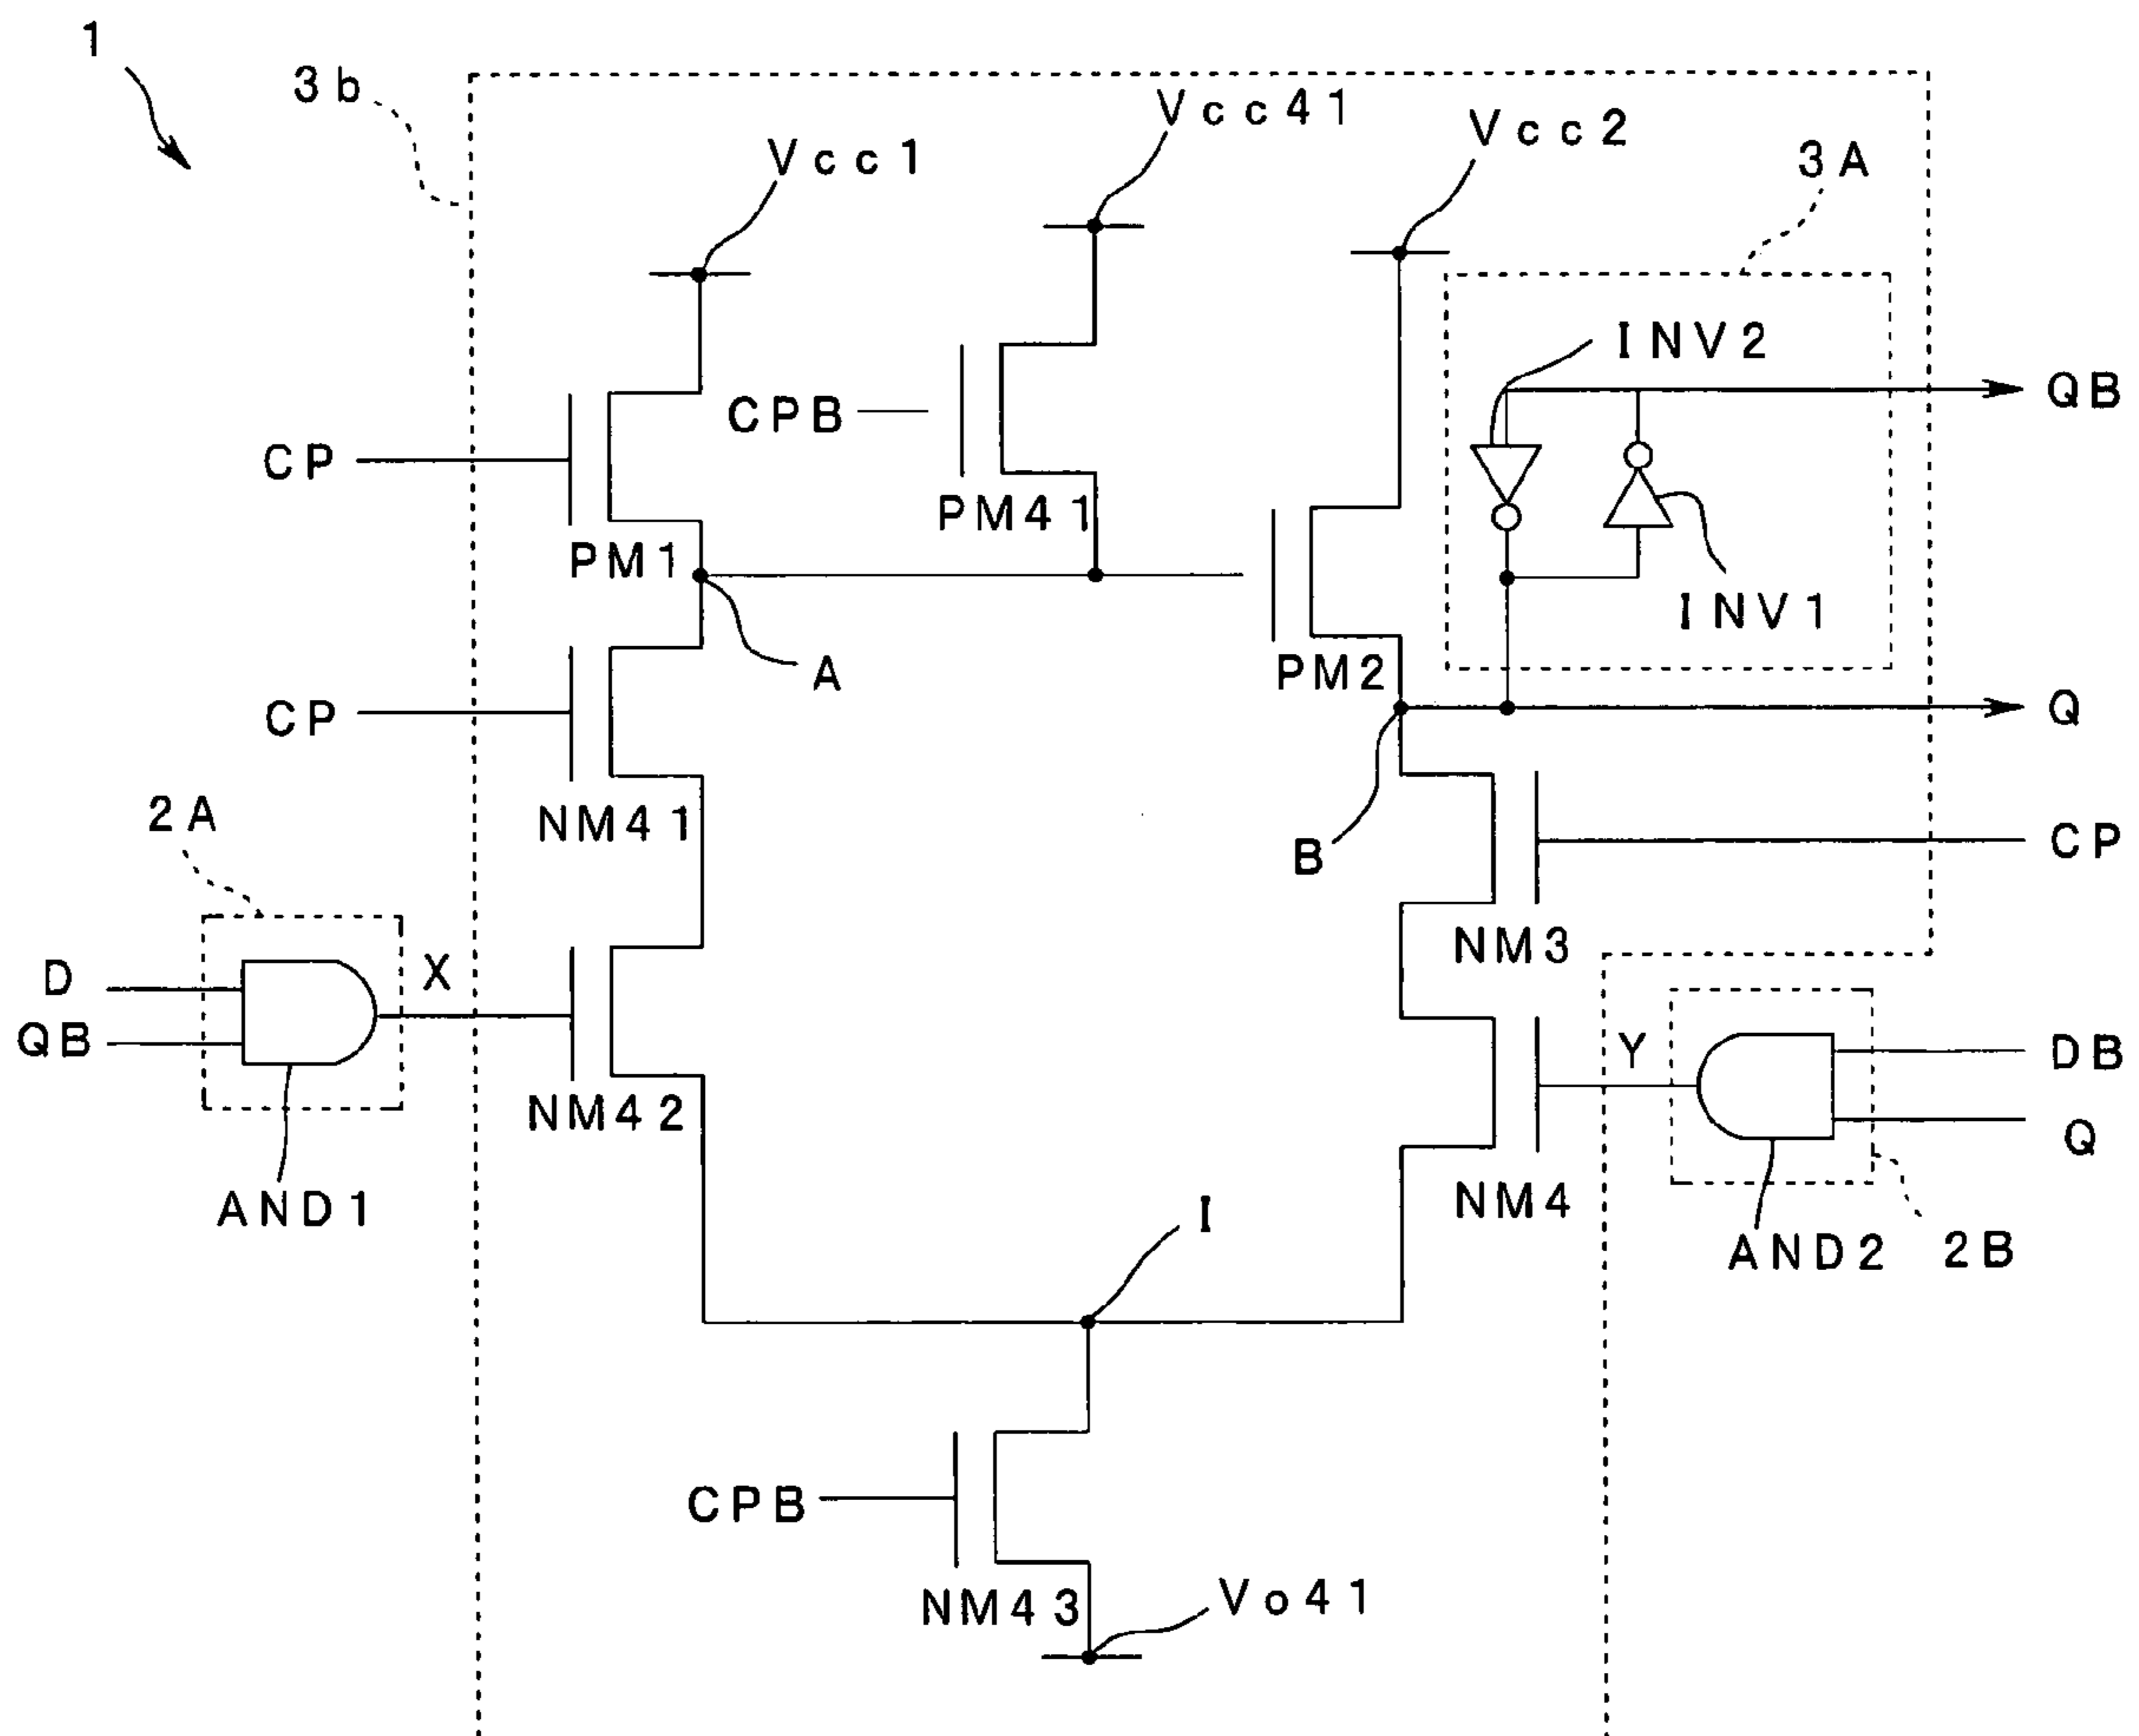 1
3b
Vcc1
Vcc41
Vcc2
3A
INV2
QB
CPB
CP
PM41
PM1
INV1
A
PM2
Q
CP
NM41
2A
B
CP
NM3
D
X
QB
Y
DB
Q
NM42
NM4
AND1
I
AND2
2B
CPB
NM43
Vo41